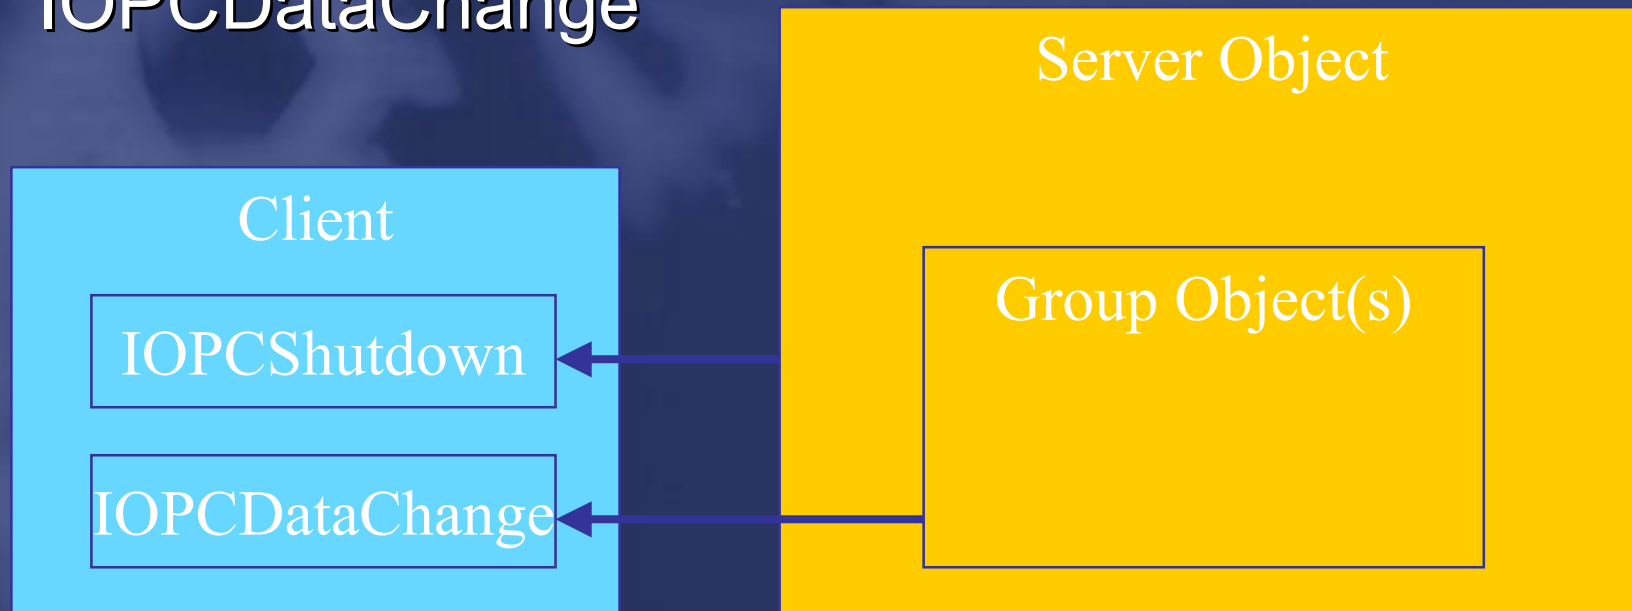 IOPCDataChange
Server Object
Client
Group Object(s)
IOPCShutdown
IOPCDataChange